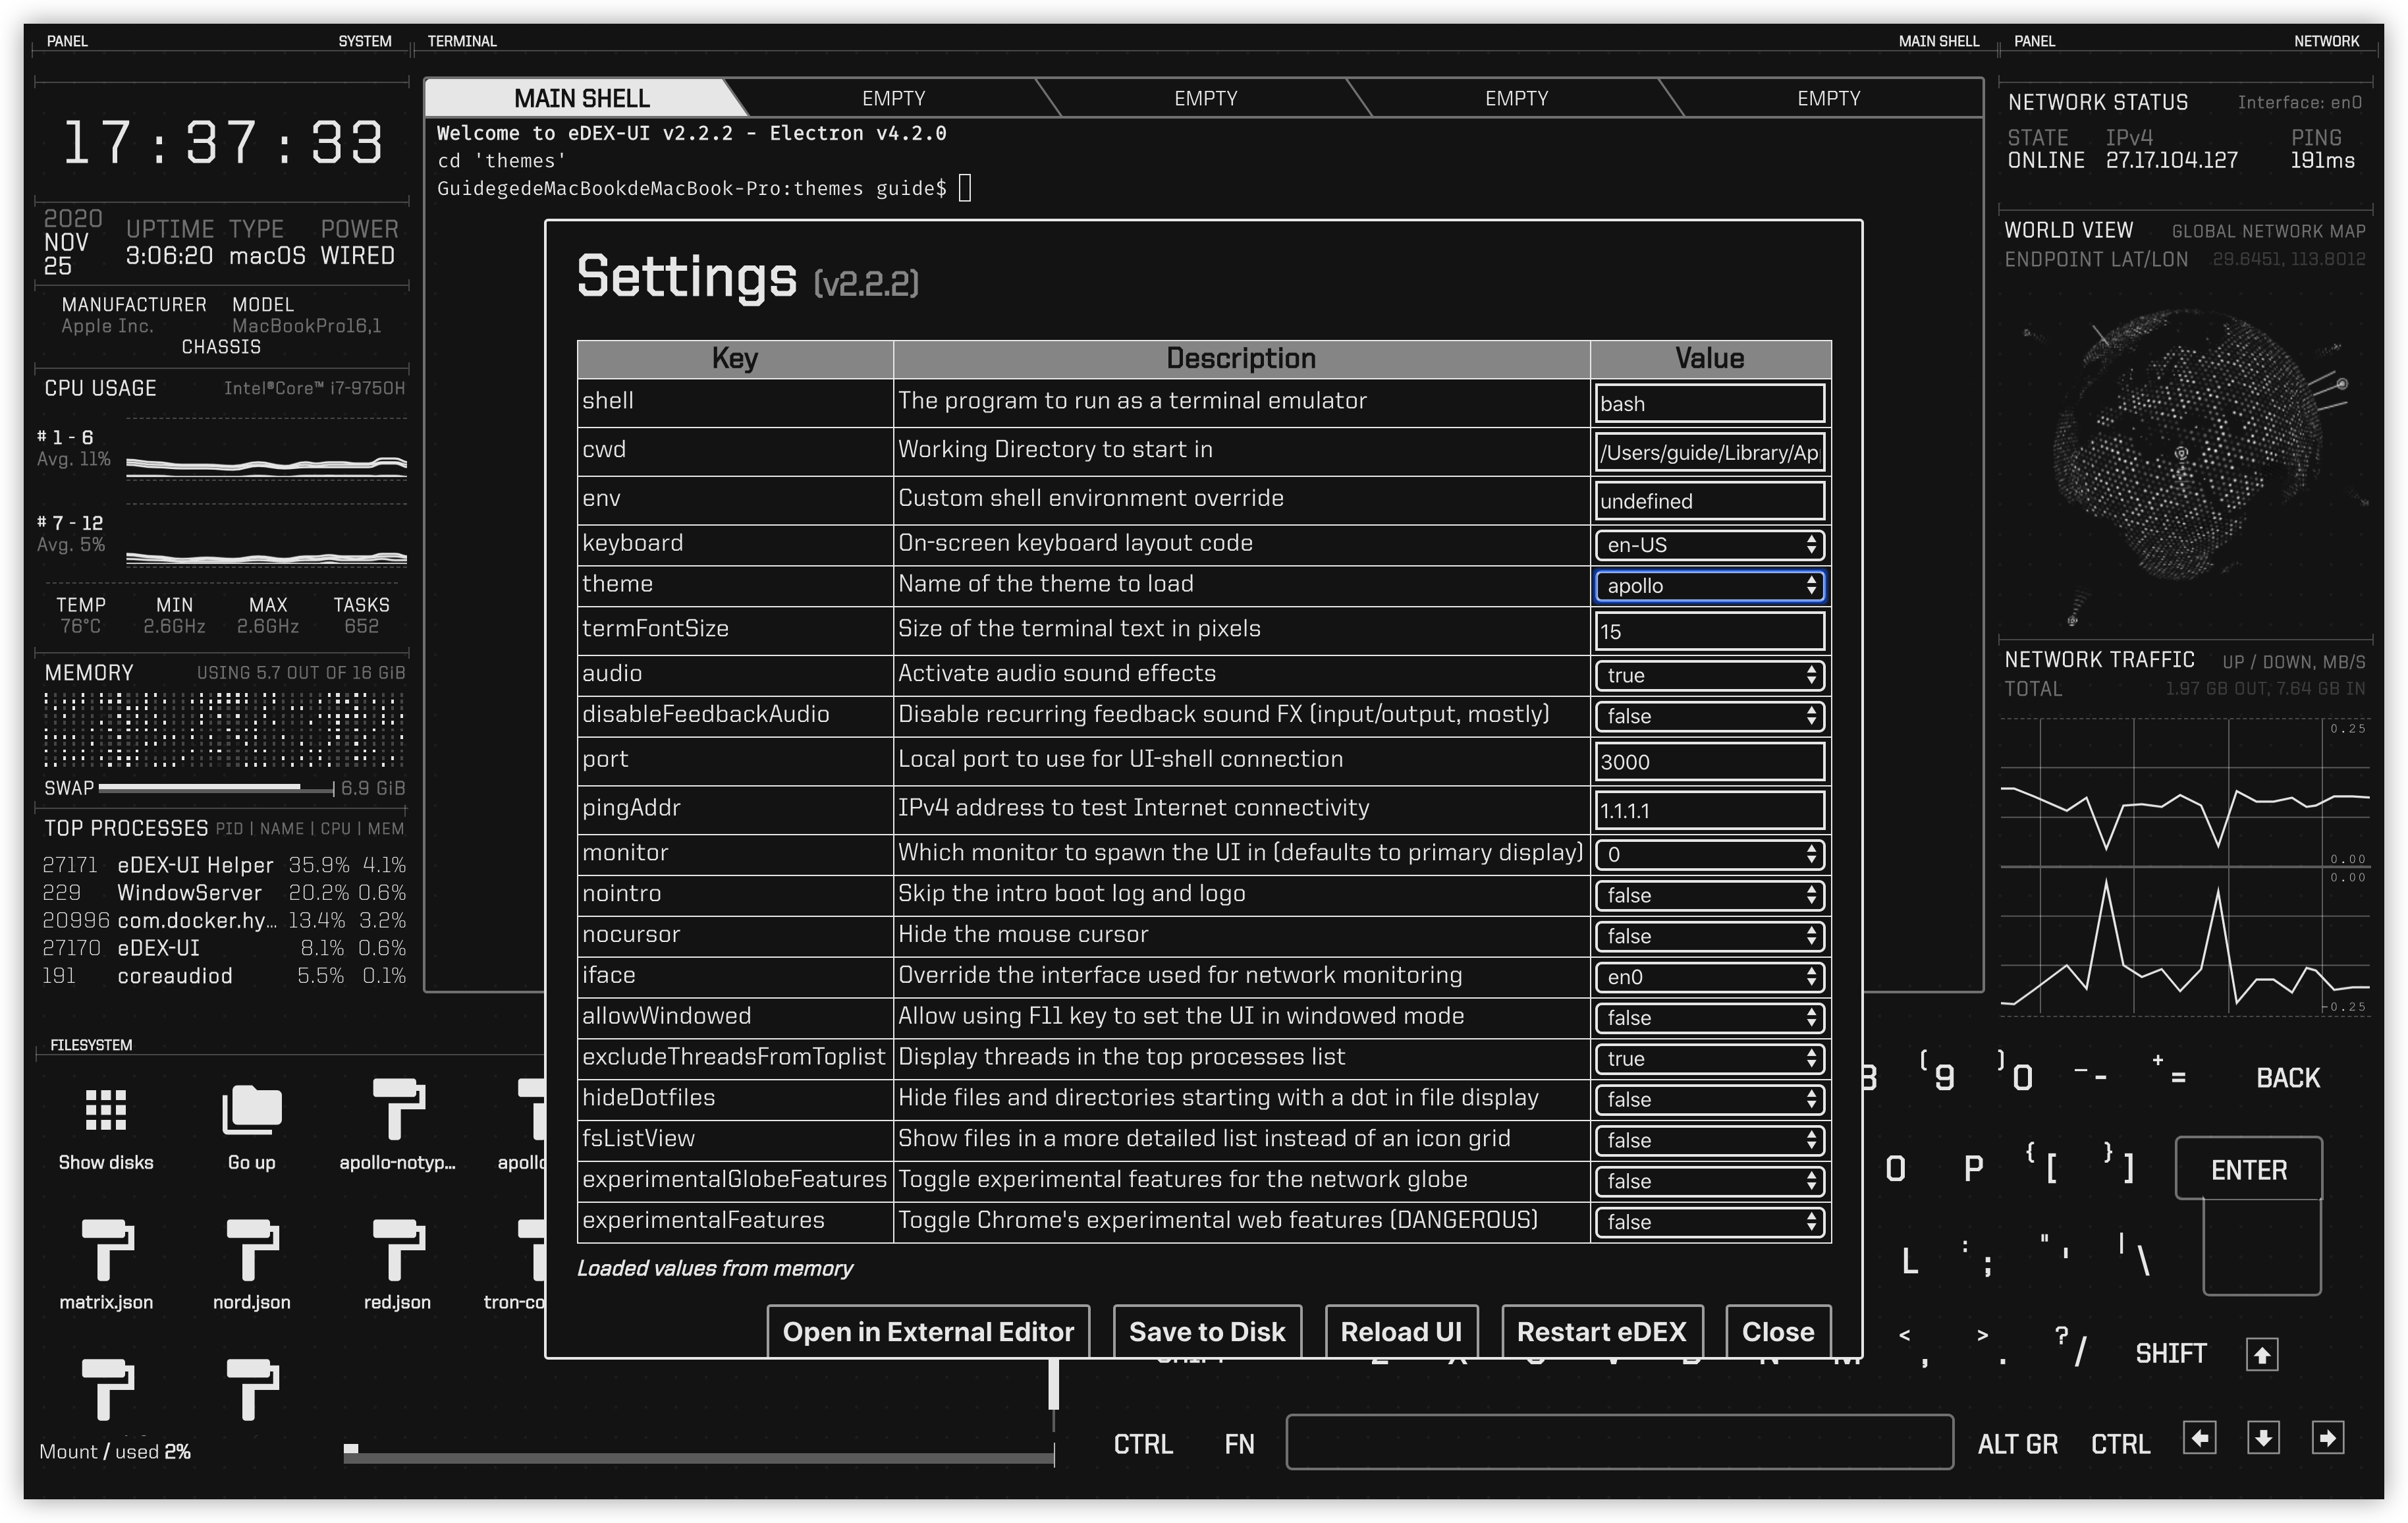 PANEL SYSTEM
TERMINAL MAIN SHELL
PANEL NETWORK
17:37:33
2020
NOV 25
UPTIME TYPE POWER
3:06:20 macOS WIRED
MANUFACTURER MODEL
Apple Inc. MacBookPro16,1
CHASSIS
CPU USAGE Intel®Core™ i7-9750H
# 1 - 6
Avg. 11%
# 7 - 12
Avg. 5%
TEMP MIN MAX TASKS
76°C 2.6GHz 2.6GHz 652
MEMORY USING 5.7 OUT OF 16 GiB
SWAP 6.9 GiB
TOP PROCESSES PID | NAME | CPU | MEM
27171 eDEX-UI Helper 35.9% 4.1%
229 WindowServer 20.2% 0.6%
20996 com.docker.hy... 13.4% 3.2%
27170 eDEX-UI 8.1% 0.6%
191 coreaudiod 5.5% 0.1%
MAIN SHELL EMPTY EMPTY EMPTY EMPTY
Welcome to eDEX-UI v2.2.2 - Electron v4.2.0
cd 'themes'
GuidegedeMacBookdeMacBook-Pro:themes guide$
Settings (v2.2.2)
Key Description Value
shell The program to run as a terminal emulator bash
cwd Working Directory to start in /Users/guide/Library/Ap
env Custom shell environment override undefined
keyboard On-screen keyboard layout code en-US
theme Name of the theme to load apollo
termFontSize Size of the terminal text in pixels 15
audio Activate audio sound effects true
disableFeedbackAudio Disable recurring feedback sound FX (input/output, mostly) false
port Local port to use for UI-shell connection 3000
pingAddr IPv4 address to test Internet connectivity 1.1.1.1
monitor Which monitor to spawn the UI in (defaults to primary display) 0
nointro Skip the intro boot log and logo false
nocursor Hide the mouse cursor false
iface Override the interface used for network monitoring en0
allowWindowed Allow using F11 key to set the UI in windowed mode false
excludeThreadsFromToplist Display threads in the top processes list true
hideDotfiles Hide files and directories starting with a dot in file display false
fsListView Show files in a more detailed list instead of an icon grid false
experimentalGlobeFeatures Toggle experimental features for the network globe false
experimentalFeatures Toggle Chrome's experimental web features (DANGEROUS) false
Loaded values from memory
Open in External Editor Save to Disk Reload UI Restart eDEX Close
NETWORK STATUS Interface: en0
STATE IPv4 PING
ONLINE 27.17.104.127 191ms
WORLD VIEW GLOBAL NETWORK MAP
ENDPOINT LAT/LON 29.6451, 113.8012
NETWORK TRAFFIC UP / DOWN, MB/S
TOTAL 1.97 GB OUT, 7.64 GB IN
0.25
0.00
0.00
-0.25
FILESYSTEM
Show disks Go up apollo-notyp... apollo
matrix.json nord.json red.json tron-co
Mount / used 2%
( 9 ) 0 _ - + = BACK
O P { [ } ] ENTER
L : ; " ' | \
< , > . ? / SHIFT
CTRL FN ALT GR CTRL